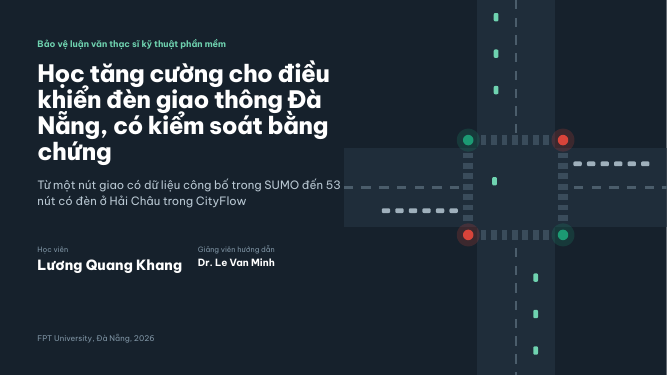 Bảo vệ luận văn thạc sĩ kỹ thuật phần mềm
Học tăng cường cho điều
khiển đèn giao thông Đà
Nẵng, có kiểm soát bằng
chứng
Từ một nút giao có dữ liệu công bố trong SUMO đến 53
nút có đèn ở Hải Châu trong CityFlow
Học viên
Lương Quang Khang
Giảng viên hướng dẫn
Dr. Le Van Minh
FPT University, Đà Nẵng, 2026